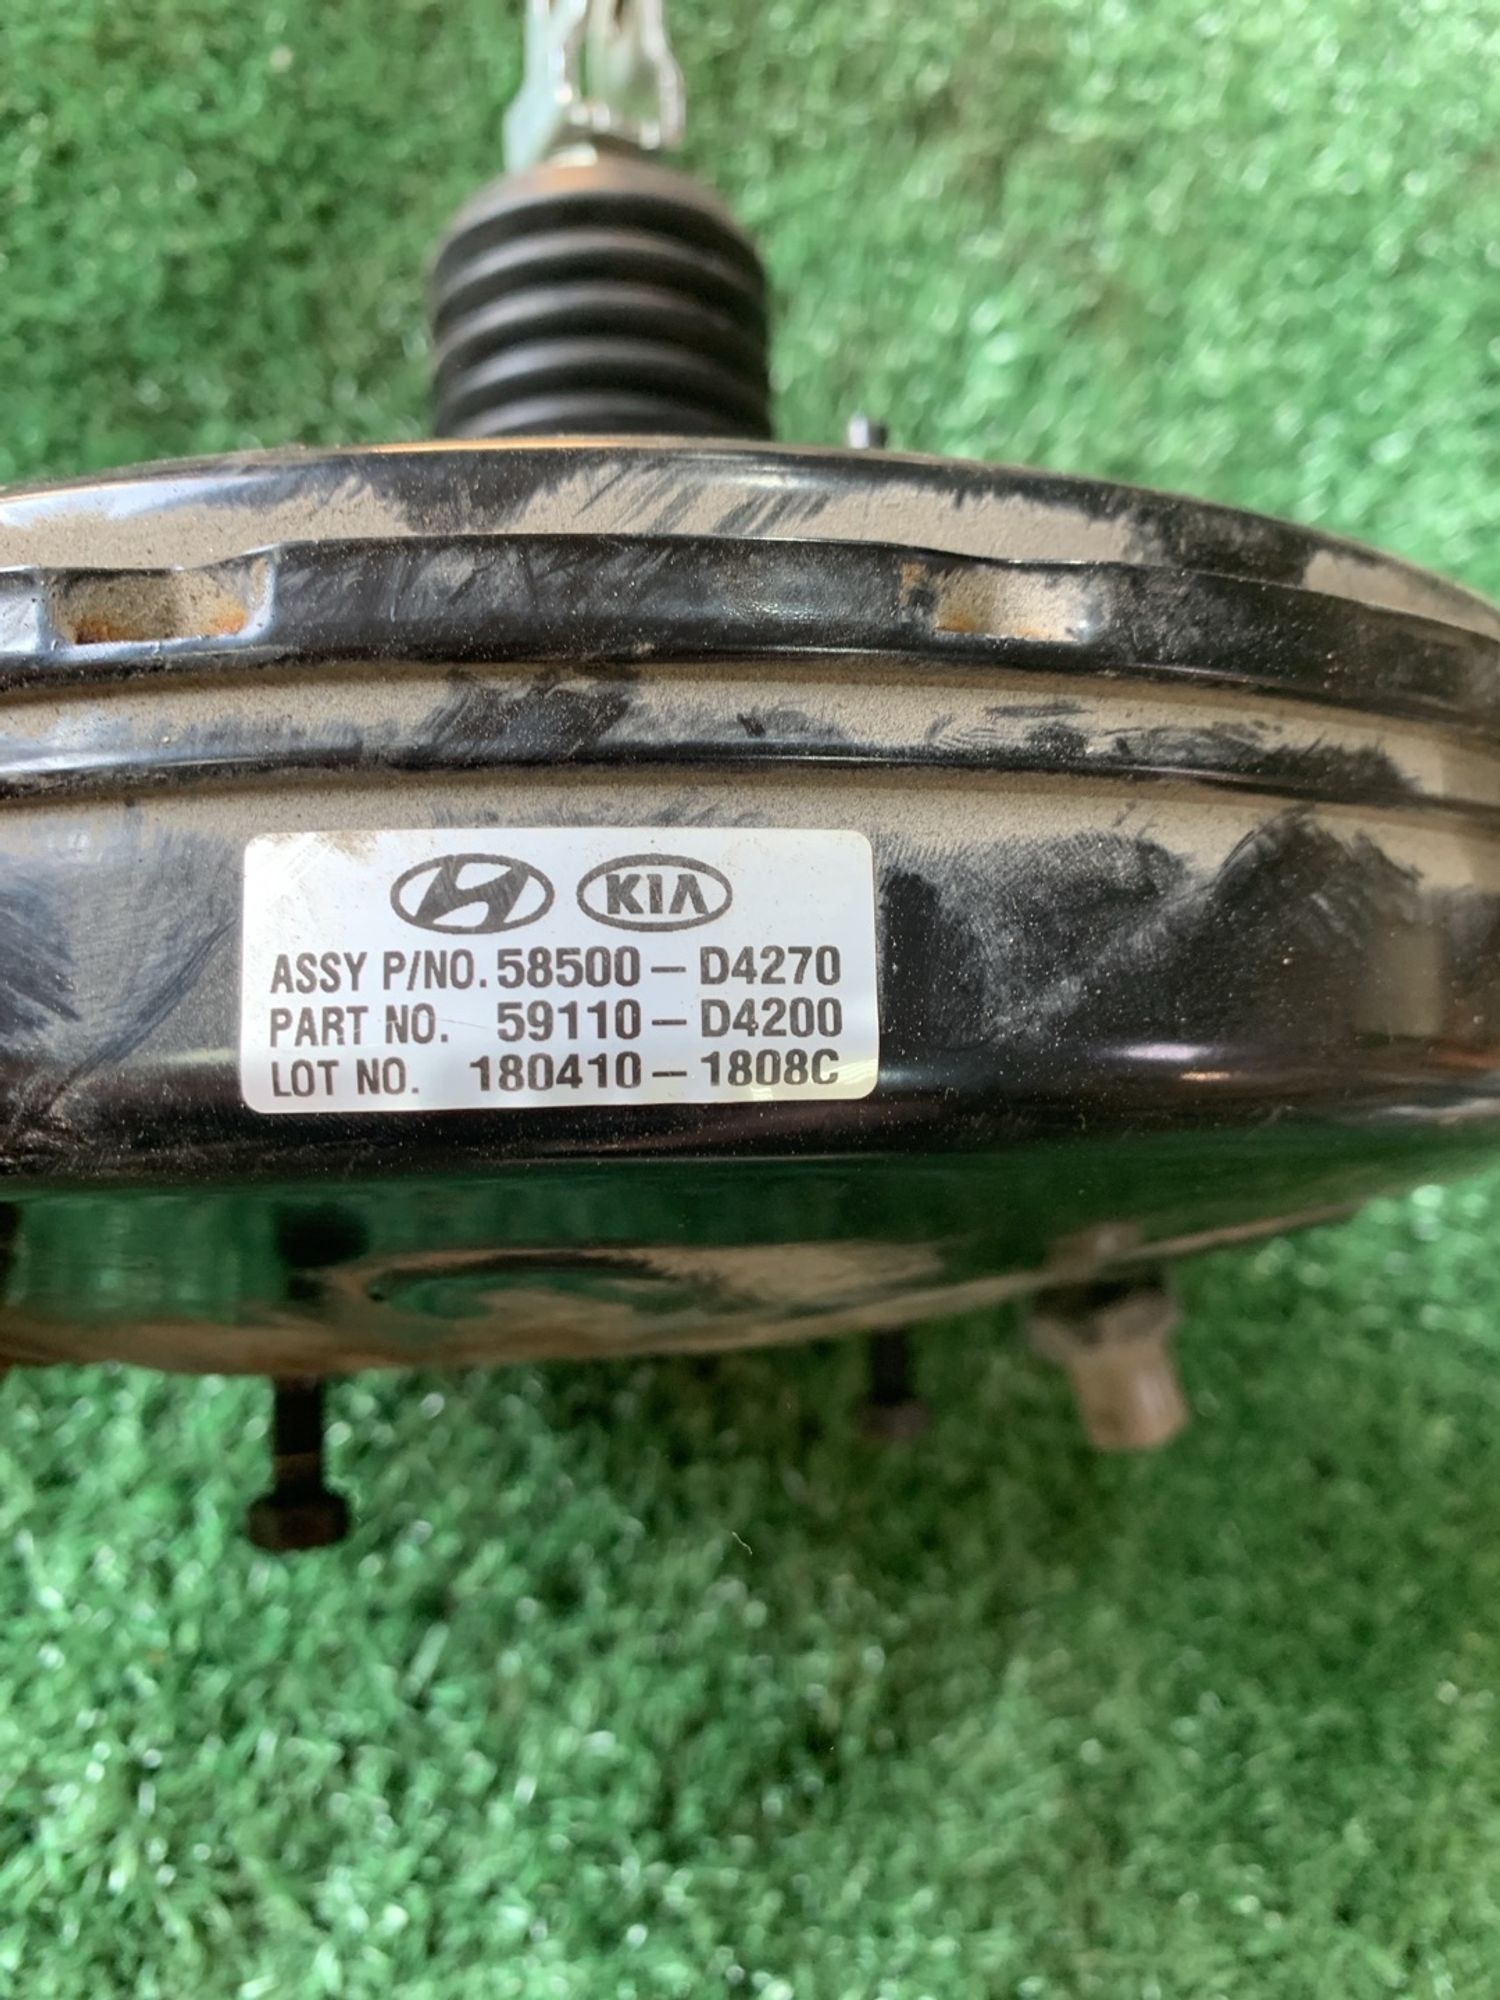 KIA
ASSY P/NO. 58500 – D4270
PART NO. 59110 – D4200
LOT NO. 180410 – 1808C